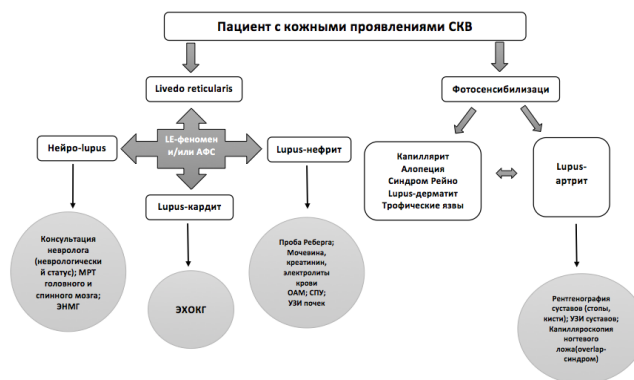 Пациент с кожными проявлениями СКВ
Livedo reticularis
Фотосенсибилизаци
LE-феномен
и/или АФС
Нейро-lupus
Lupus-нефрит
Lupus-кардит
Капиллярит
Алопеция
Синдром Рейно
Lupus-дерматит
Трофические язвы
Lupus-
артрит
Консультация
невролога
(неврологически
й статус); МРТ
головного и
спинного мозга;
ЭНМГ
ЭХОКГ
Проба Реберга;
Мочевина,
креатинин,
электролиты
крови
ОАМ; СПУ;
УЗИ почек
Рентгенография
суставов (стопы,
кисти); УЗИ суставов;
Капилляроскопия
ногтевого
ложа(overlap-
синдром)